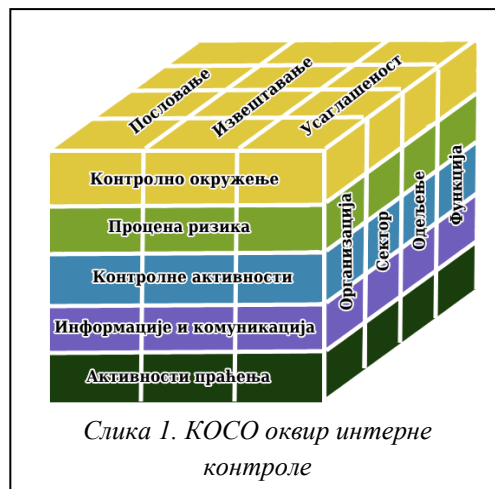 Пословање
Извештавање
Усаглашеност
Контролно окружење
Процена ризика
Контролне активности
Информације и комуникација
Активности праћења
Организација
Сектор
Одељење
Функција
Слика 1. КОСО оквир интерне
контроле